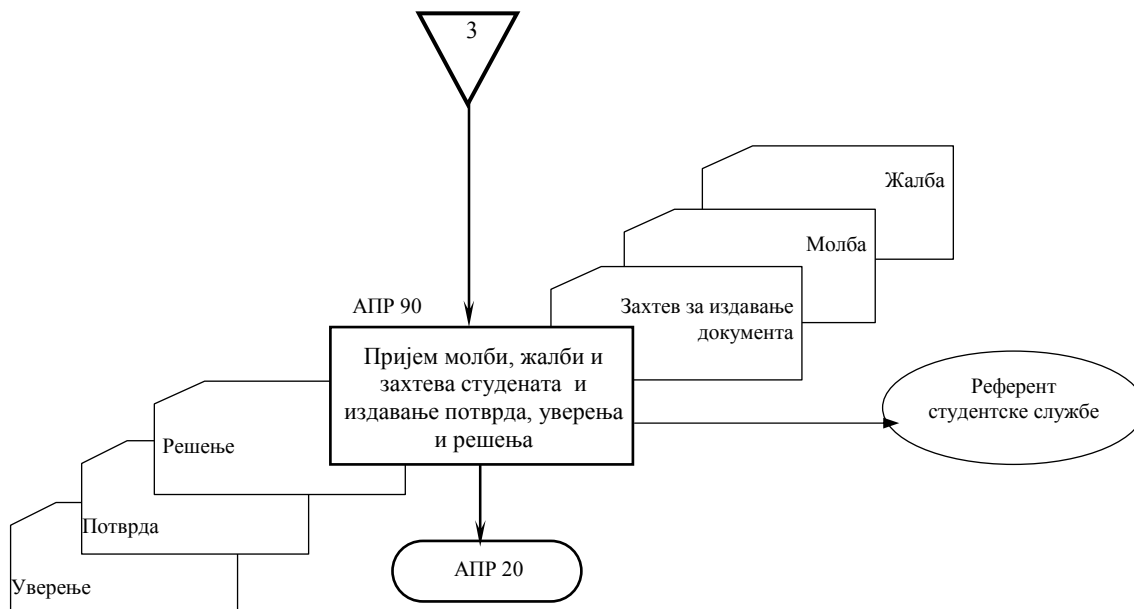 3
Жалба
Молба
АПР 90
Захтев за издавање
документа
Пријем молби, жалби и
захтева студената и
издавање потврда, уверења
и решења
Референт
студентске службе
Решење
Потврда
Уверење
АПР 20